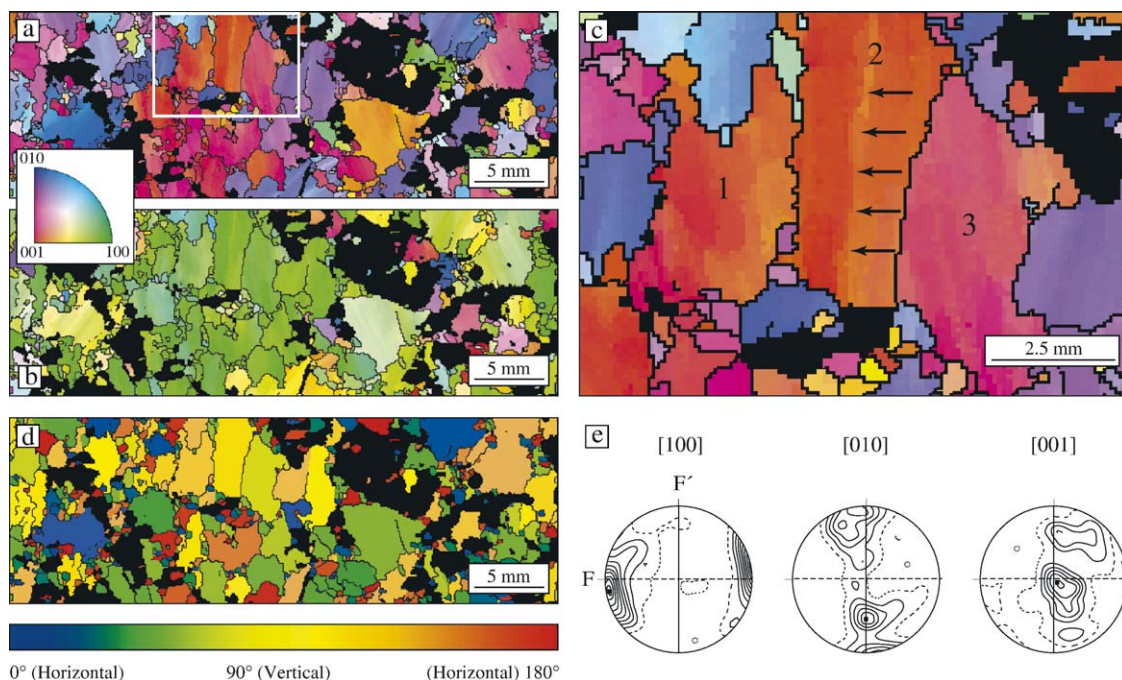 a
5 mm
010
001
100
b
5 mm
c
1
2
3
1
2.5 mm
d
5 mm
0° (Horizontal)
90° (Vertical)
(Horizontal) 180°
e
[100]
[010]
[001]
F´
F